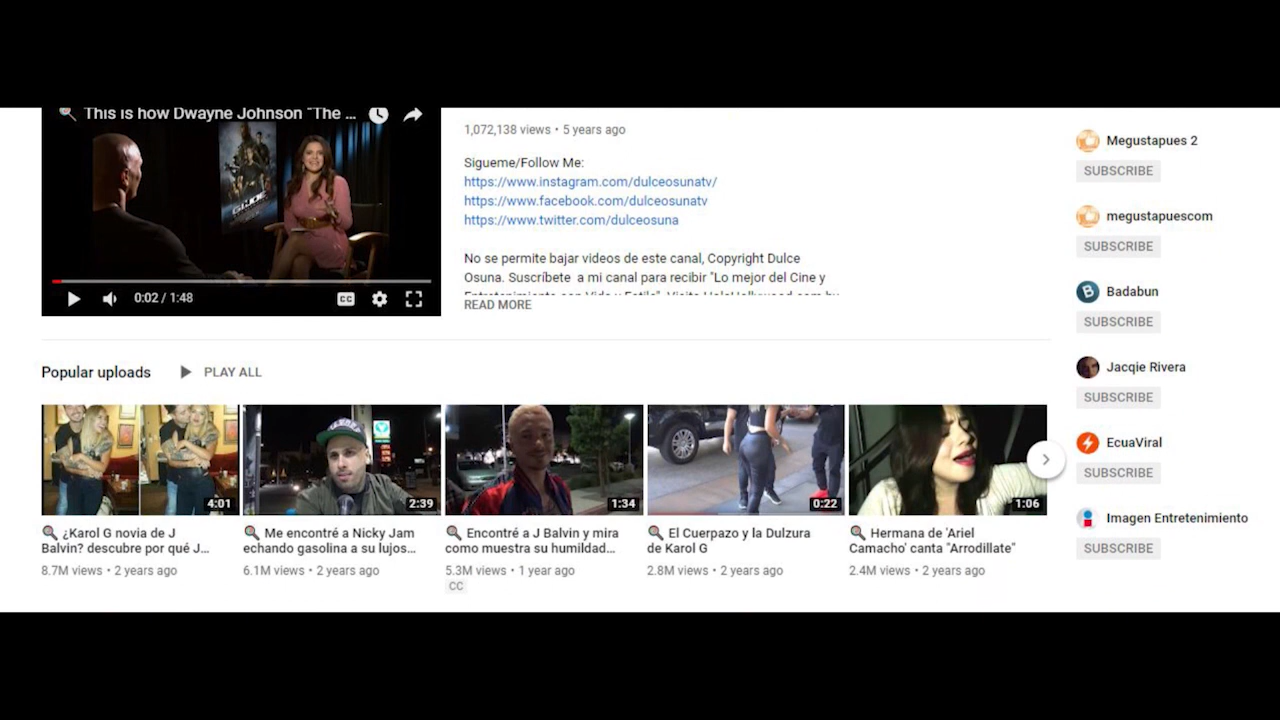 This is how Dwayne Johnson "The ...
G.I. JOE
0:02 / 1:48
CC
1,072,138 views • 5 years ago
Sigueme/Follow Me:
https://www.instagram.com/dulceosunatv/
https://www.facebook.com/dulceosunatv
https://www.twitter.com/dulceosuna
No se permite bajar videos de este canal, Copyright Dulce
Osuna. Suscríbete a mi canal para recibir "Lo mejor del Cine y
READ MORE
Popular uploads
PLAY ALL
4:01
¿Karol G novia de J
Balvin? descubre por qué J...
8.7M views • 2 years ago
2:39
Me encontré a Nicky Jam
echando gasolina a su lujos...
6.1M views • 2 years ago
1:34
Encontré a J Balvin y mira
como muestra su humildad...
5.3M views • 1 year ago
CC
0:22
El Cuerpazo y la Dulzura
de Karol G
2.8M views • 2 years ago
1:06
Hermana de 'Ariel
Camacho' canta "Arrodillate"
2.4M views • 2 years ago
Megustapues 2
SUBSCRIBE
megustapuescom
SUBSCRIBE
Badabun
SUBSCRIBE
Jacqie Rivera
SUBSCRIBE
EcuaViral
SUBSCRIBE
Imagen Entretenimiento
SUBSCRIBE